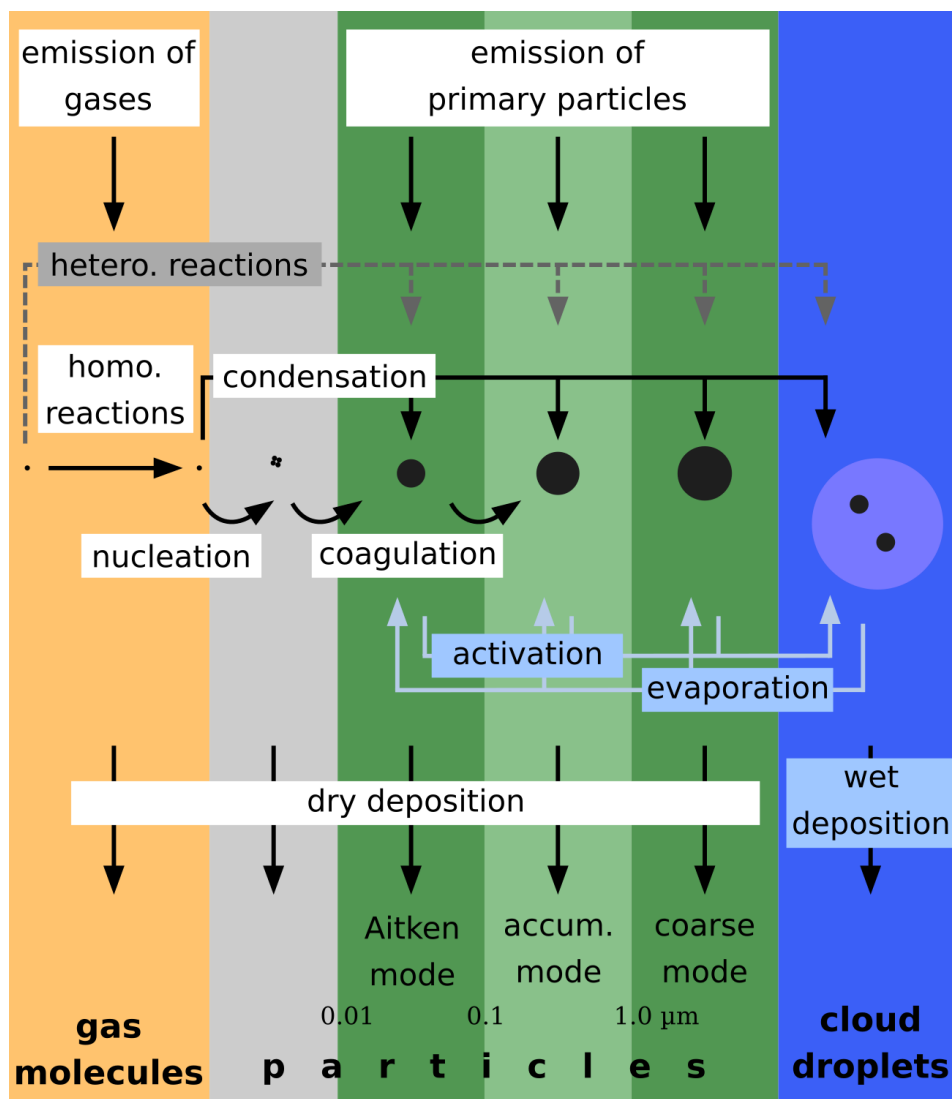 emission of
gases
emission of
primary particles
hetero. reactions
homo.
reactions
condensation
nucleation
coagulation
activation
evaporation
dry deposition
wet
deposition
Aitken
mode
accum.
mode
coarse
mode
0.01
0.1
1.0 µm
gas
molecules
particles
cloud
droplets